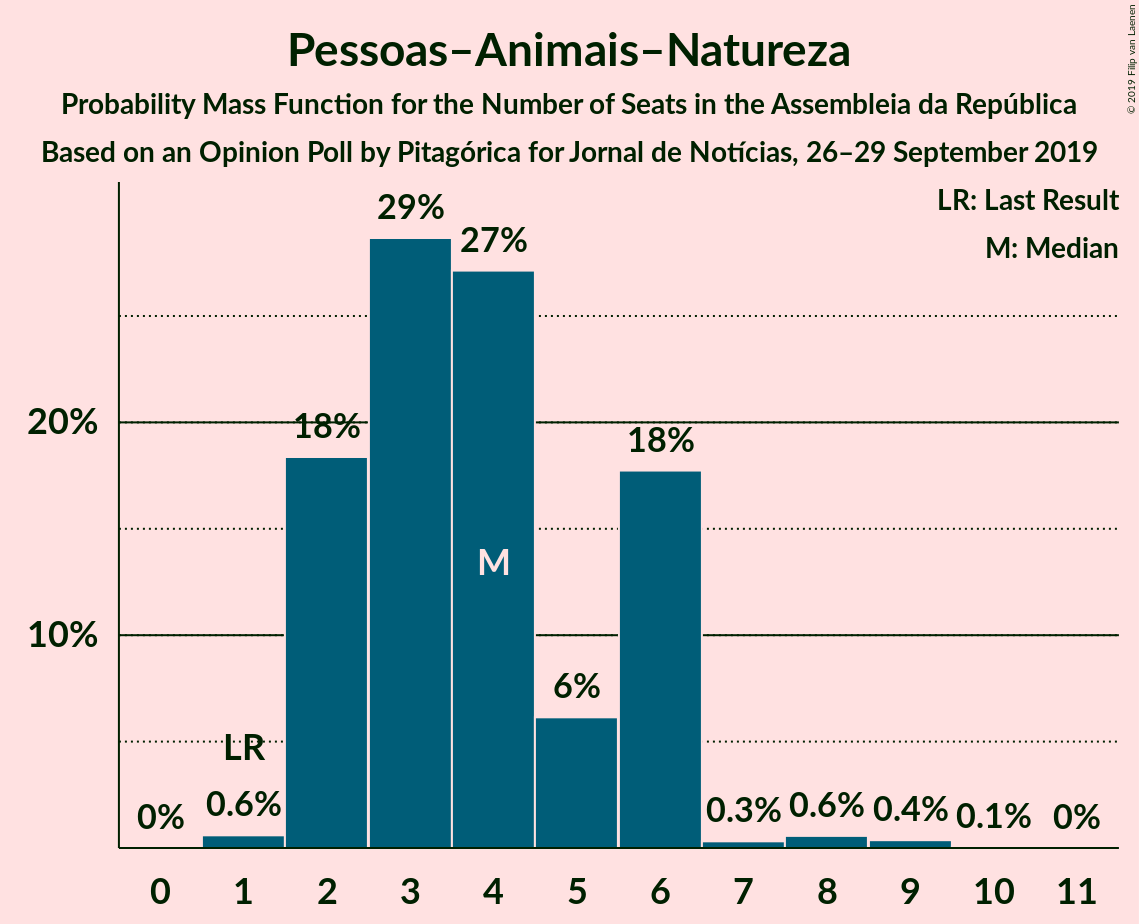 Pessoas–Animais–Natureza
Probability Mass Function for the Number of Seats in the Assembleia da República
Based on an Opinion Poll by Pitagórica for Jornal de Notícias, 26–29 September 2019
© 2019 Filip van Laenen
LR: Last Result
M: Median
29%
27%
20%
18%
18%
M
10%
6%
LR
0%
0.6%
0.3%
0.6%
0.4%
0.1%
0%
0 1 2 3 4 5 6 7 8 9 10 11